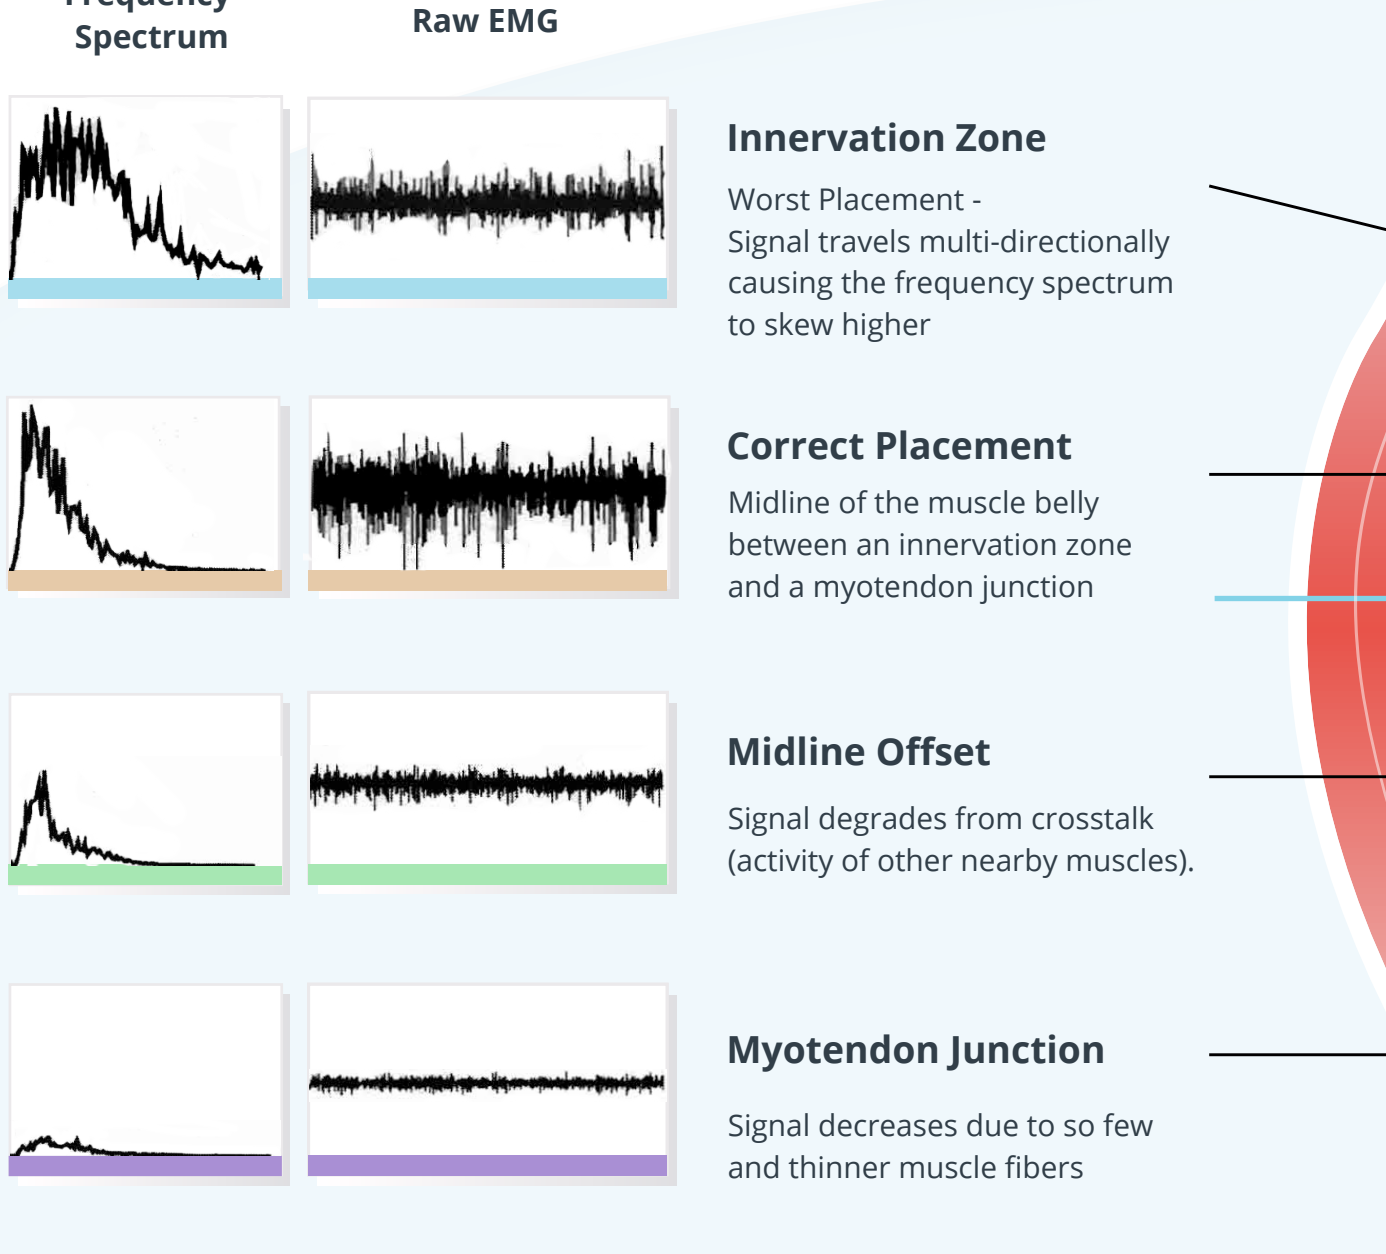 Frequency
Spectrum
Raw EMG
Innervation Zone
Worst Placement -
Signal travels multi-directionally
causing the frequency spectrum
to skew higher
Correct Placement
Midline of the muscle belly
between an innervation zone
and a myotendon junction
Midline Offset
Signal degrades from crosstalk
(activity of other nearby muscles).
Myotendon Junction
Signal decreases due to so few
and thinner muscle fibers